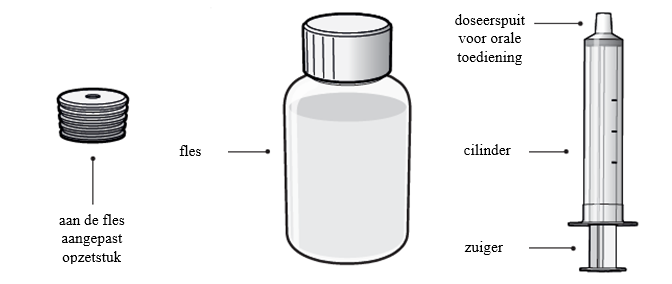 aan de fles
aangepast
opzetstuk
fles
doseerspuit
voor orale
toediening
cilinder
zuiger